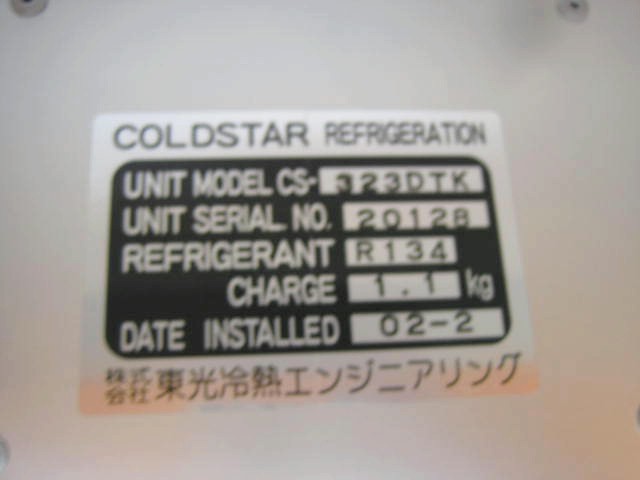 COLDSTAR REFRIGERATION
UNIT MODEL CS-323DTK
UNIT SERIAL NO. 20128
REFRIGERANT R134
CHARGE 1.1 kg
DATE INSTALLED 02-2
株式会社 東光冷熱エンジニアリング